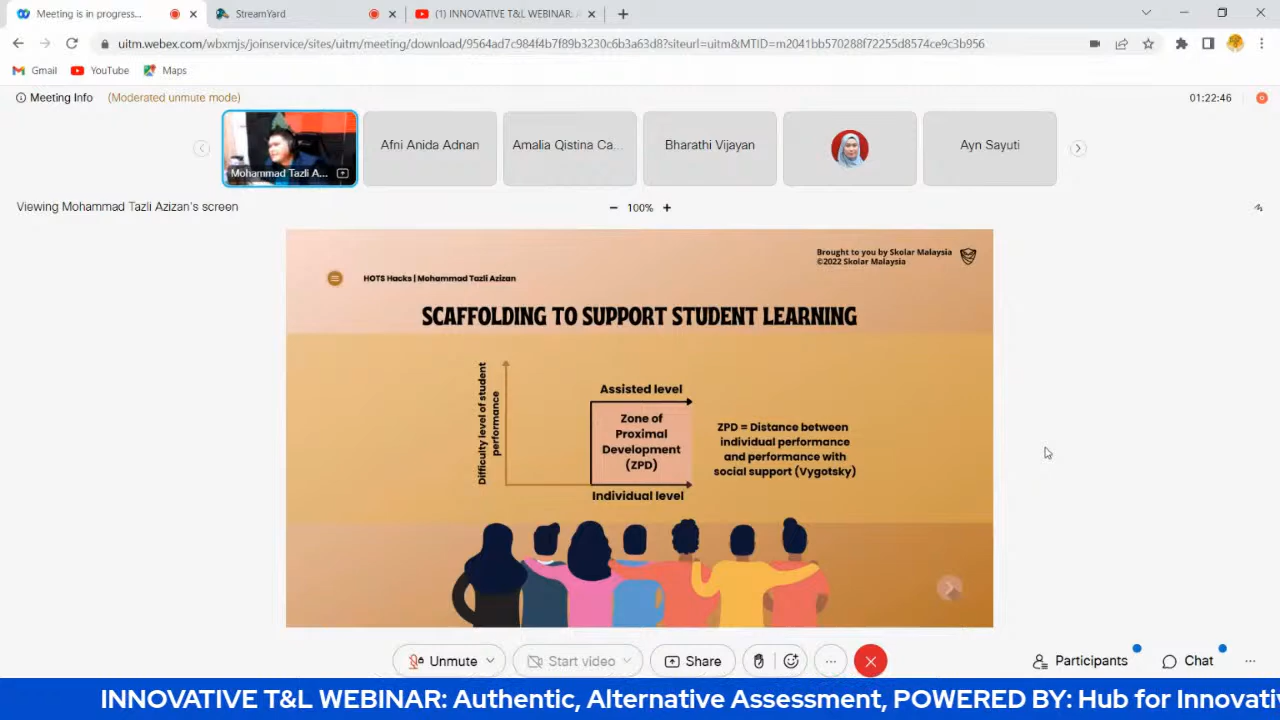 Meeting is in progress...
StreamYard
(1) INNOVATIVE T&L WEBINAR:
uitm.webex.com/wbxmjs/joinservice/sites/uitm/meeting/download/9564ad7c984f4b7f89b3230c6b3a63d8?siteurl=uitm&MTID=m2041bb570288f72255d8574ce9c3b956
Gmail
YouTube
Maps
Meeting Info
(Moderated unmute mode)
01:22:46
Mohammad Tazli A...
Afni Anida Adnan
Amalia Qistina Ca...
Bharathi Vijayan
Ayn Sayuti
Viewing Mohammad Tazli Azizan's screen
− 100% +
Brought to you by Skolar Malaysia
©2022 Skolar Malaysia
HOTS Hacks | Mohammad Tazli Azizan
SCAFFOLDING TO SUPPORT STUDENT LEARNING
Difficulty level of student
performance
Assisted level
Zone of
Proximal
Development
(ZPD)
Individual level
ZPD = Distance between
individual performance
and performance with
social support (Vygotsky)
Unmute
Start video
Share
Participants
Chat
INNOVATIVE T&L WEBINAR: Authentic, Alternative Assessment, POWERED BY: Hub for Innovati